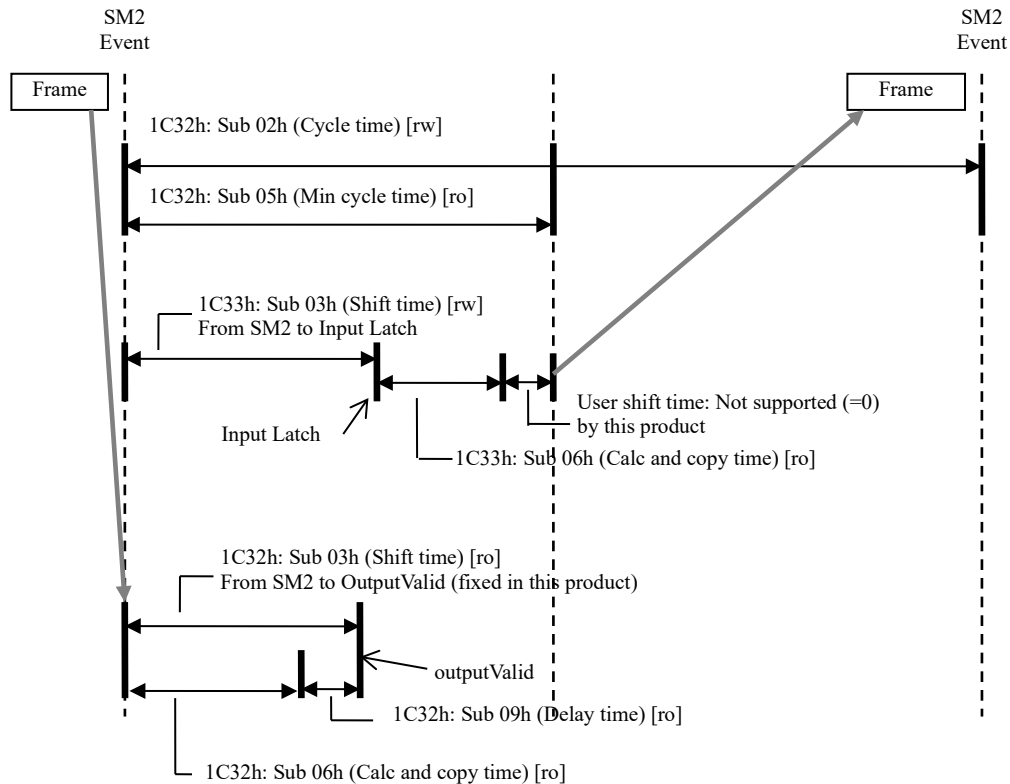 SM2
Event
SM2
Event
Frame
Frame
1C32h: Sub 02h (Cycle time) [rw]
1C32h: Sub 05h (Min cycle time) [ro]
1C33h: Sub 03h (Shift time) [rw]
From SM2 to Input Latch
User shift time: Not supported (=0)
by this product
Input Latch
1C33h: Sub 06h (Calc and copy time) [ro]
1C32h: Sub 03h (Shift time) [ro]
From SM2 to OutputValid (fixed in this product)
outputValid
1C32h: Sub 09h (Delay time) [ro]
1C32h: Sub 06h (Calc and copy time) [ro]